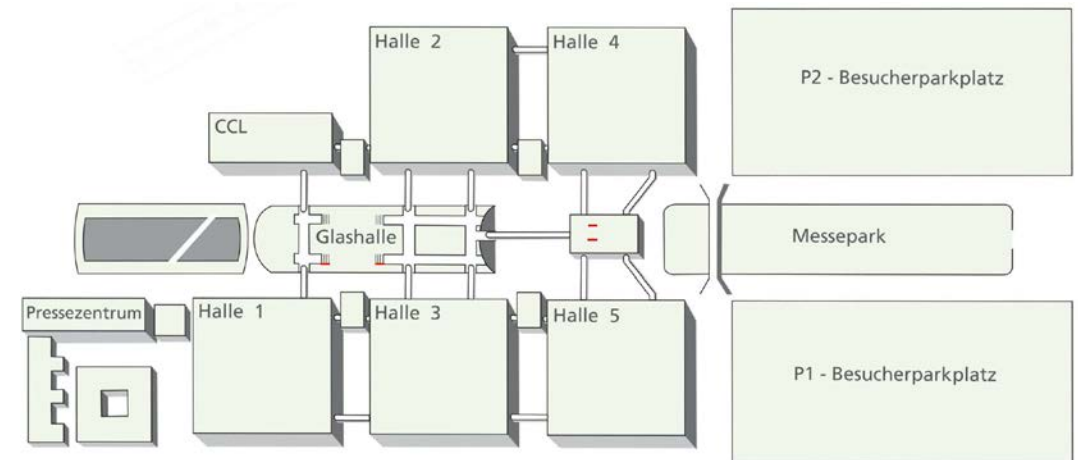 Halle 2
Halle 4
P2 - Besucherparkplatz
CCL
Glashalle
Messepark
Pressezentrum
Halle 1
Halle 3
Halle 5
P1 - Besucherparkplatz